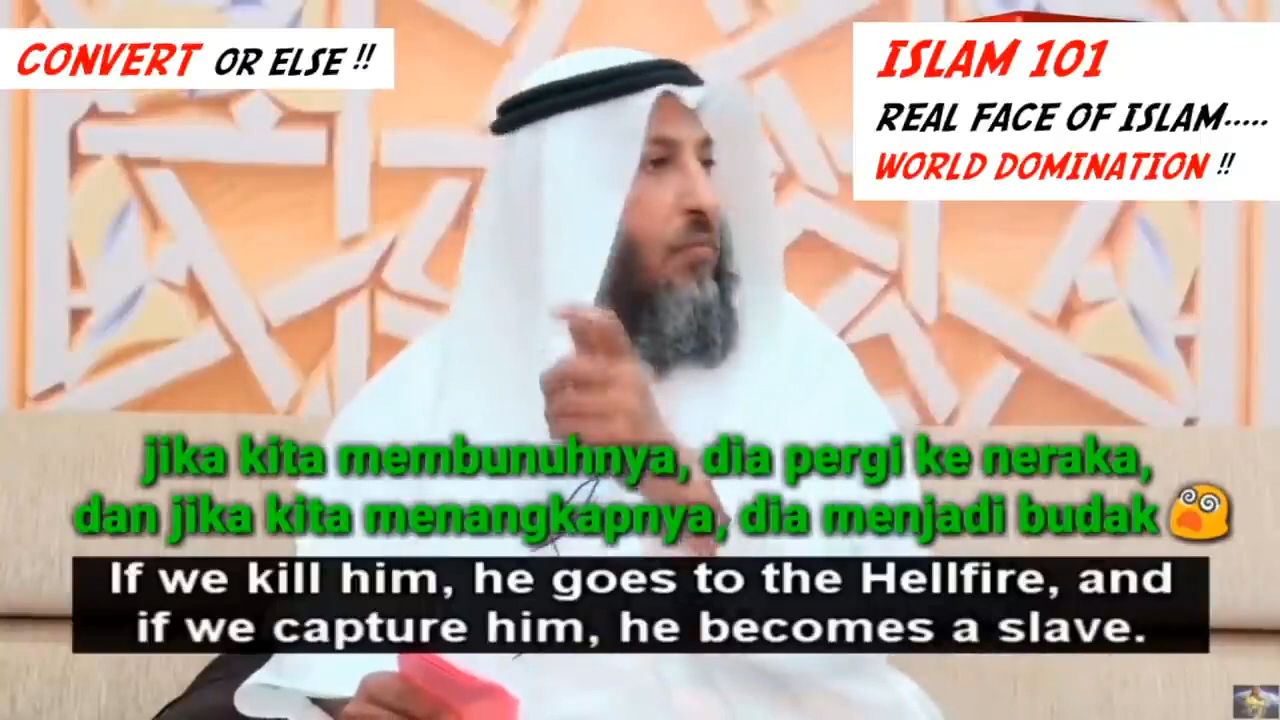 CONVERT OR ELSE !!
ISLAM 101
REAL FACE OF ISLAM.....
WORLD DOMINATION !!
jika kita membunuhnya, dia pergi ke neraka,
dan jika kita menangkapnya, dia menjadi budak 😵
If we kill him, he goes to the Hellfire, and
if we capture him, he becomes a slave.